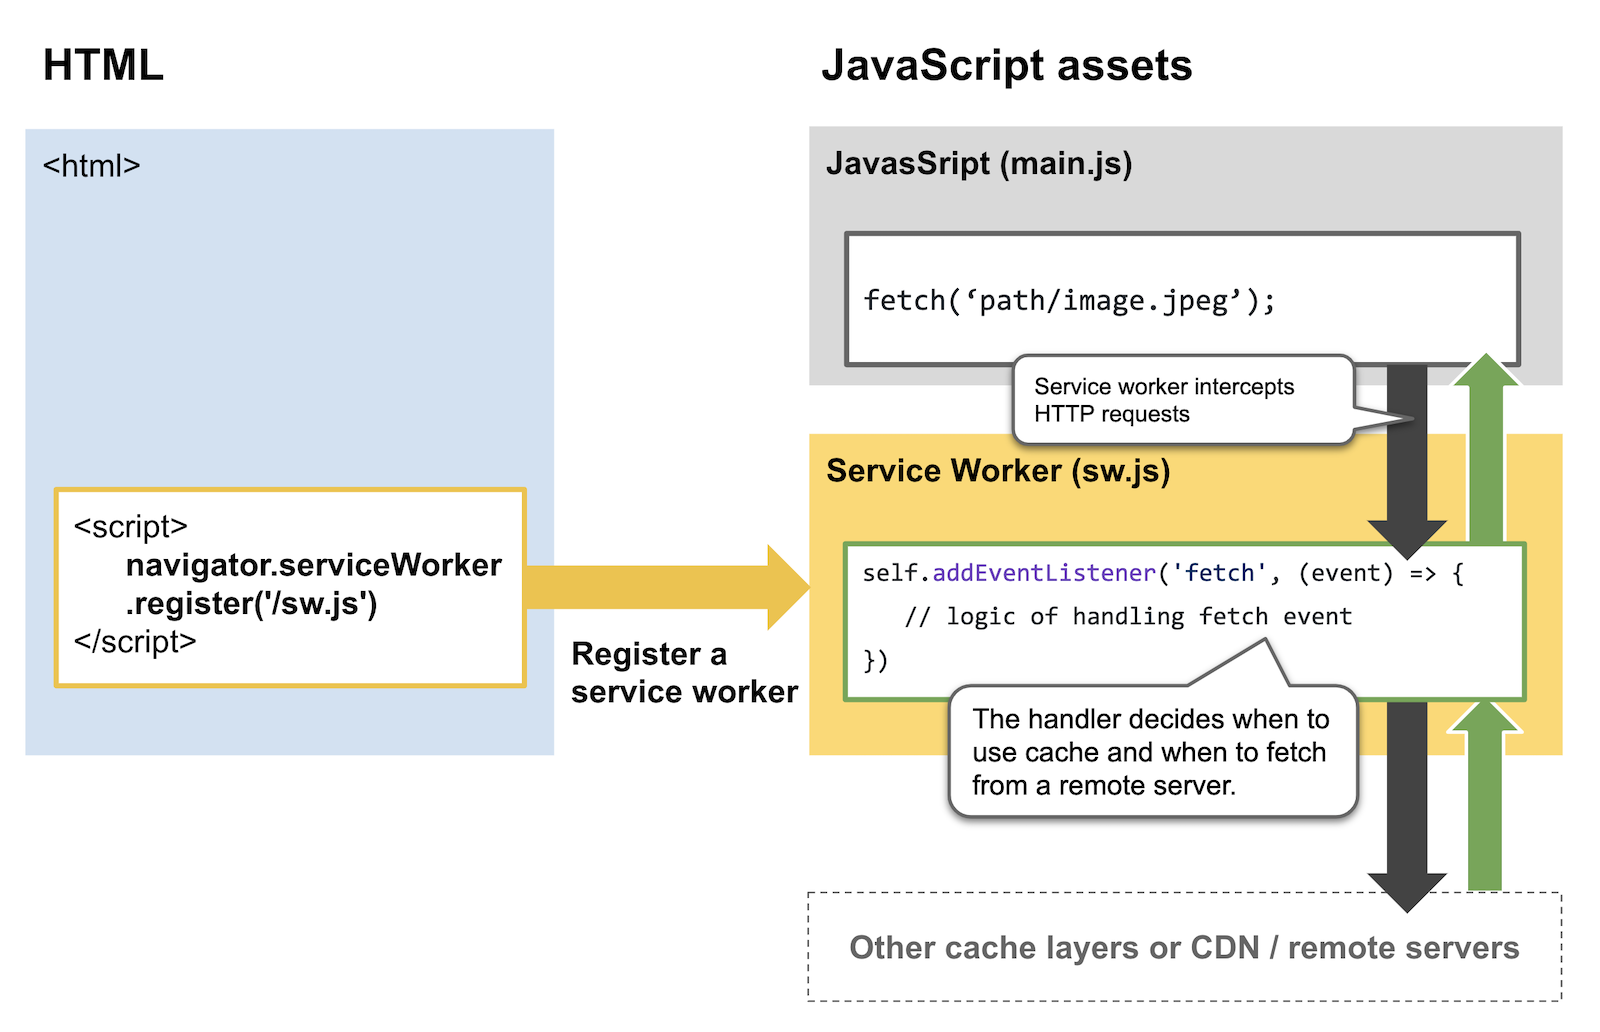 HTML
<html>
<script>
navigator.serviceWorker
.register('/sw.js')
</script>
Register a
service worker
JavaScript assets
JavasSript (main.js)
fetch(‘path/image.jpeg’);
Service worker intercepts
HTTP requests
Service Worker (sw.js)
self.addEventListener('fetch', (event) => {
// logic of handling fetch event
})
The handler decides when to
use cache and when to fetch
from a remote server.
Other cache layers or CDN / remote servers